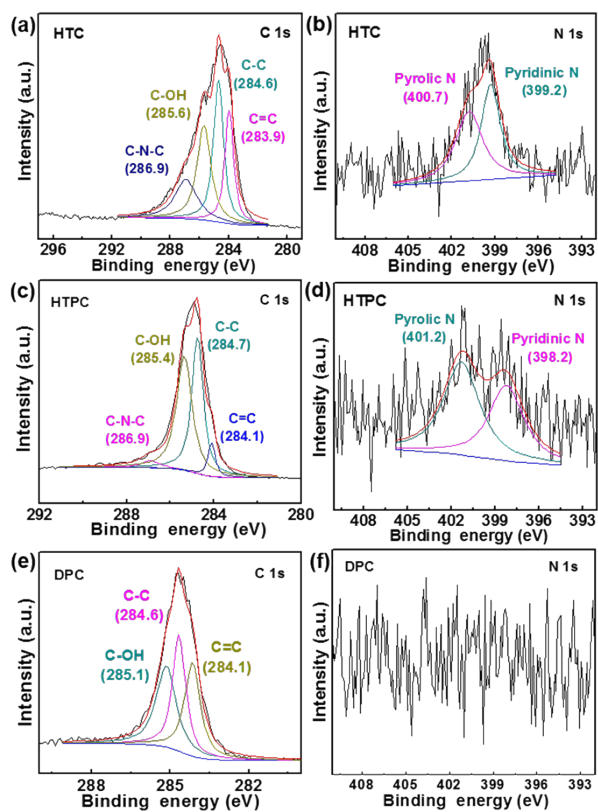 (a)
HTC
C 1s
C-C
(284.6)
C-OH
(285.6)
C=C
(283.9)
C-N-C
(286.9)
Intensity (a.u.)
296 292 288 284 280
Binding energy (eV)
(b)
HTC
N 1s
Pyrolic N
(400.7)
Pyridinic N
(399.2)
Intensity (a.u.)
408 405 402 399 396 393
Binding energy (eV)
(c)
HTPC
C 1s
C-C
(284.7)
C-OH
(285.4)
C-N-C
(286.9)
C=C
(284.1)
Intensity (a.u.)
292 288 284 280
Binding energy (eV)
(d)
HTPC
N 1s
Pyrolic N
(401.2)
Pyridinic N
(398.2)
Intensity (a.u.)
408 405 402 399 396 393
Binding energy (eV)
(e)
DPC
C 1s
C-C
(284.6)
C=C
(284.1)
C-OH
(285.1)
Intensity (a.u.)
288 285 282
Binding energy (eV)
(f)
DPC
N 1s
Intensity (a.u.)
408 405 402 399 396 393
Binding energy (eV)